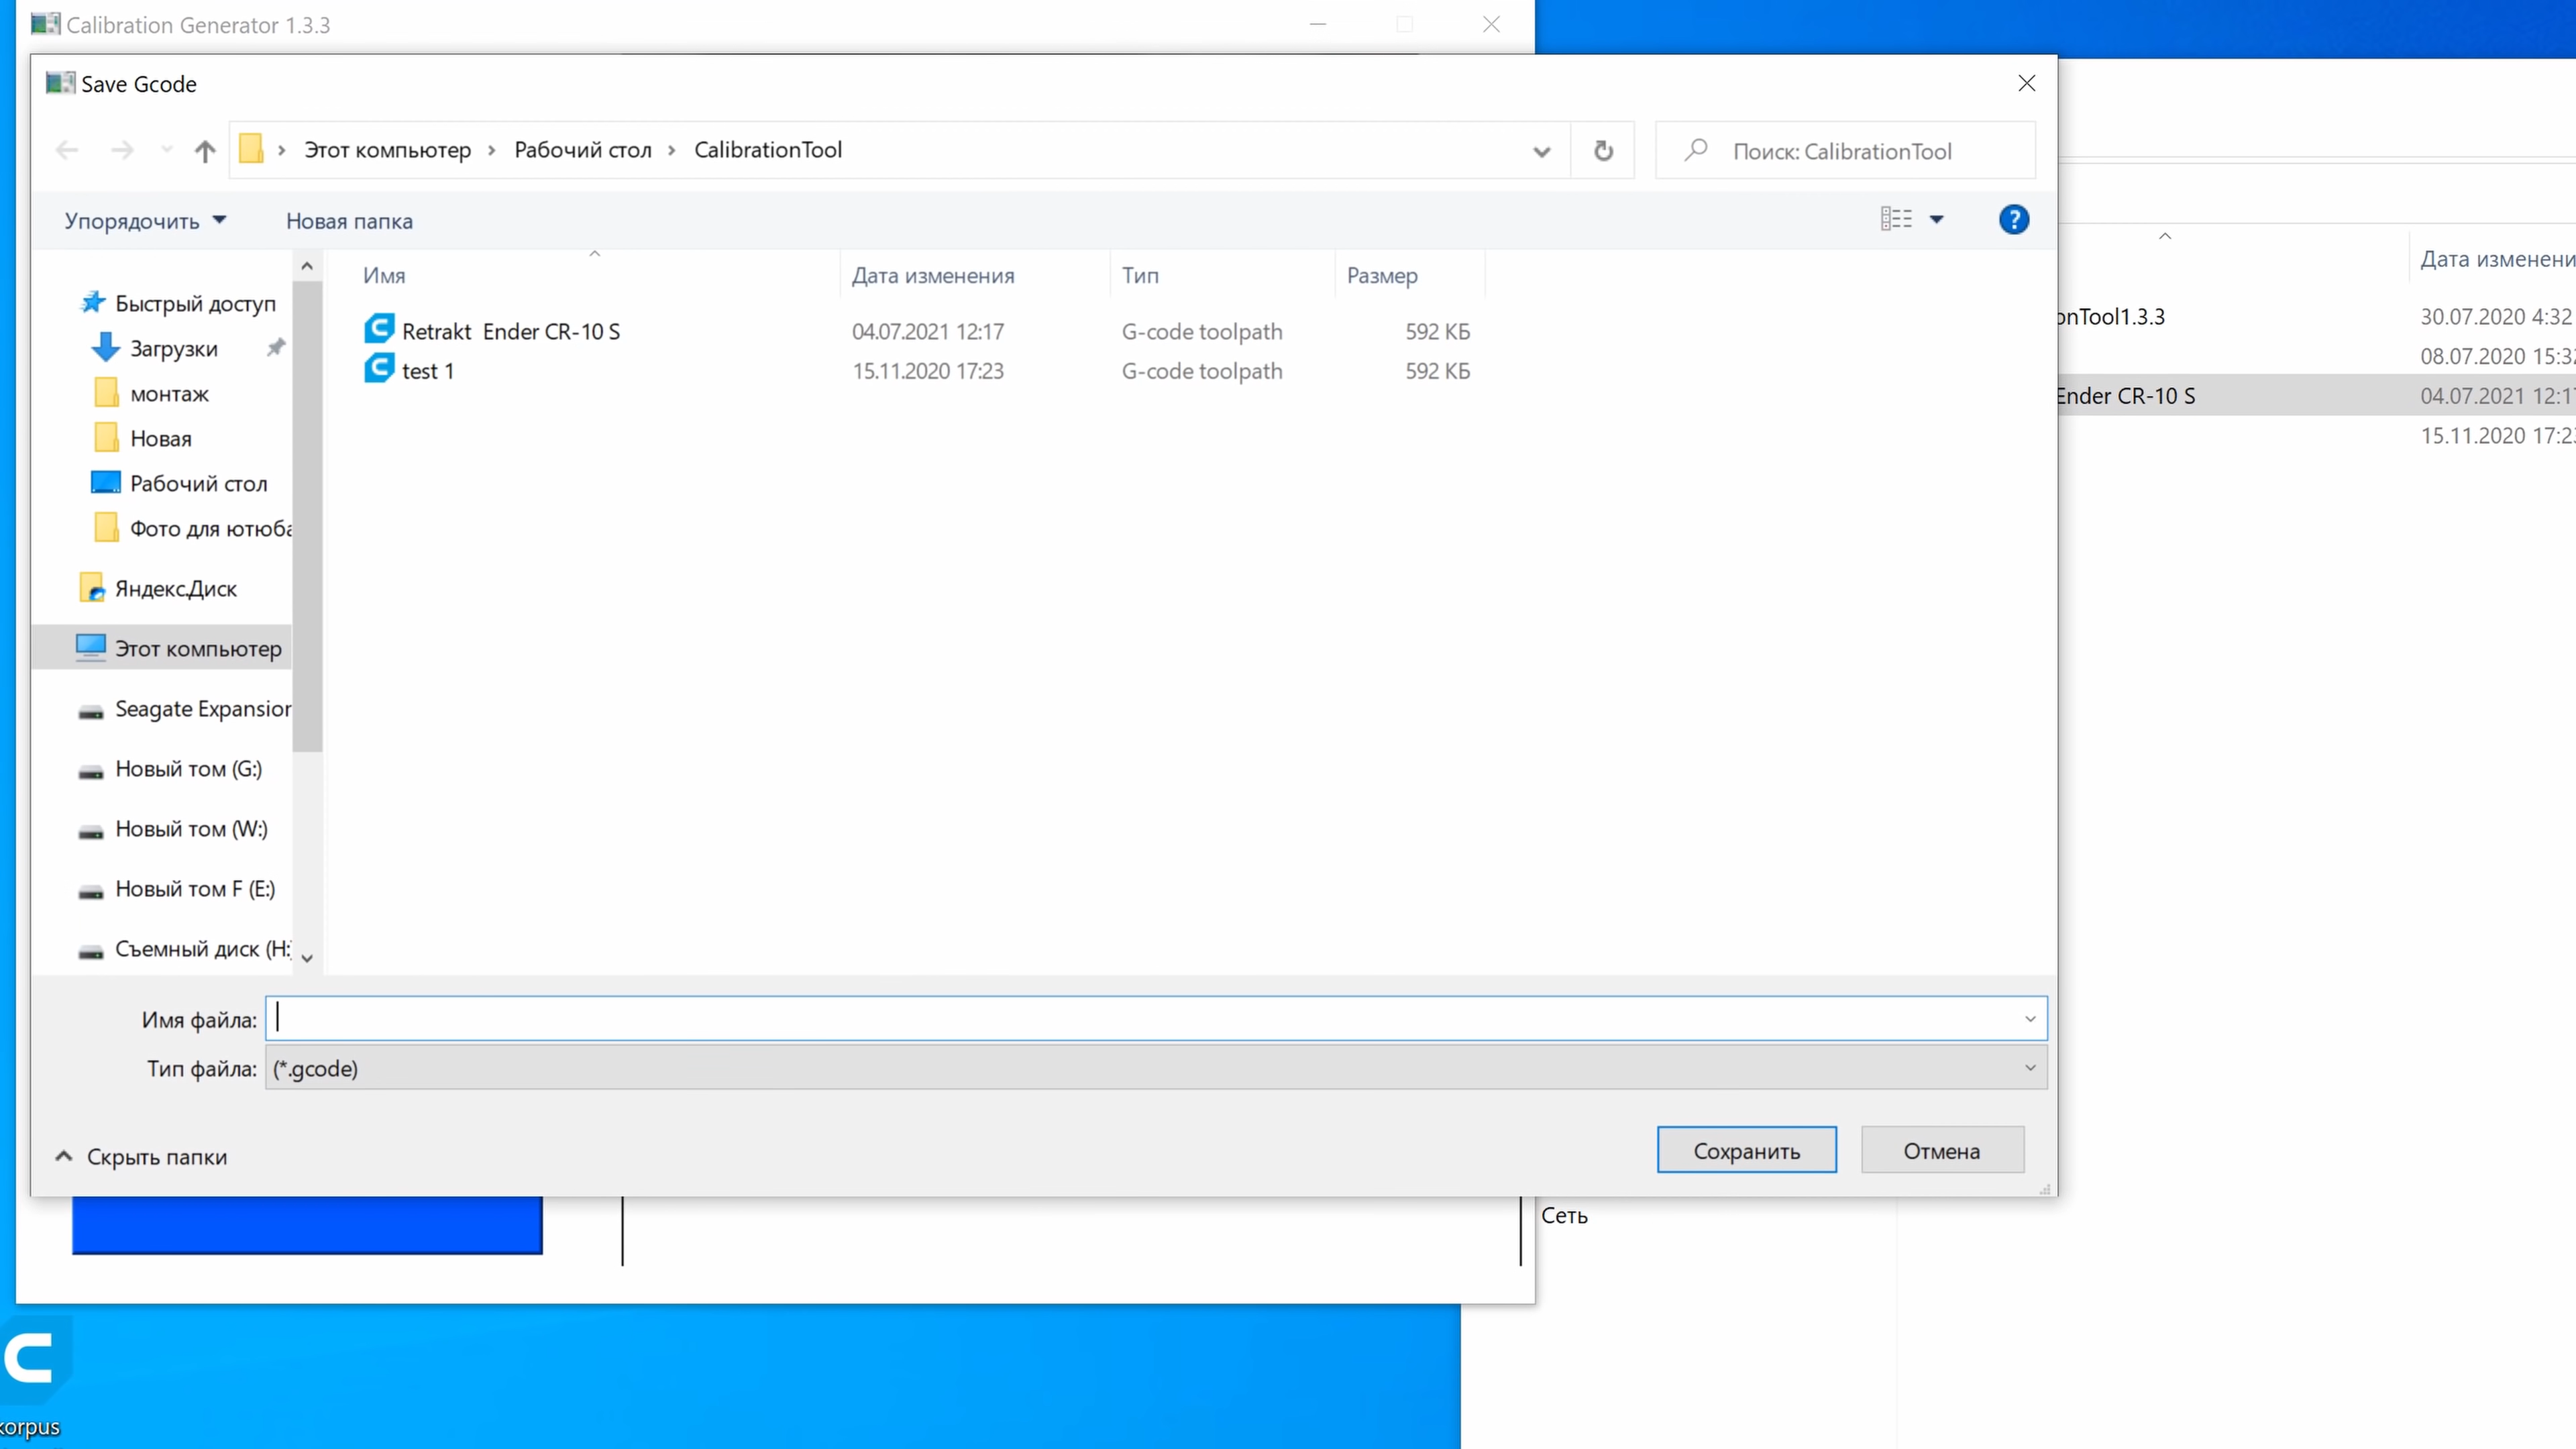 Calibration Generator 1.3.3
Save Gcode
Этот компьютер › Рабочий стол › CalibrationTool
Поиск: CalibrationTool
Упорядочить
Новая папка
Имя
Дата изменения
Тип
Размер
Retrakt  Ender CR-10 S
04.07.2021 12:17
G-code toolpath
592 КБ
test 1
15.11.2020 17:23
G-code toolpath
592 КБ
Быстрый доступ
Загрузки
монтаж
Новая
Рабочий стол
Фото для ютюба
Яндекс.Диск
Этот компьютер
Seagate Expansion
Новый том (G:)
Новый том (W:)
Новый том F (E:)
Съемный диск (H:)
Имя файла:
Тип файла: (*.gcode)
Скрыть папки
Сохранить
Отмена
Дата изменени
onTool1.3.3
30.07.2020 4:32
08.07.2020 15:32
Ender CR-10 S
04.07.2021 12:17
15.11.2020 17:23
Сеть
korpus